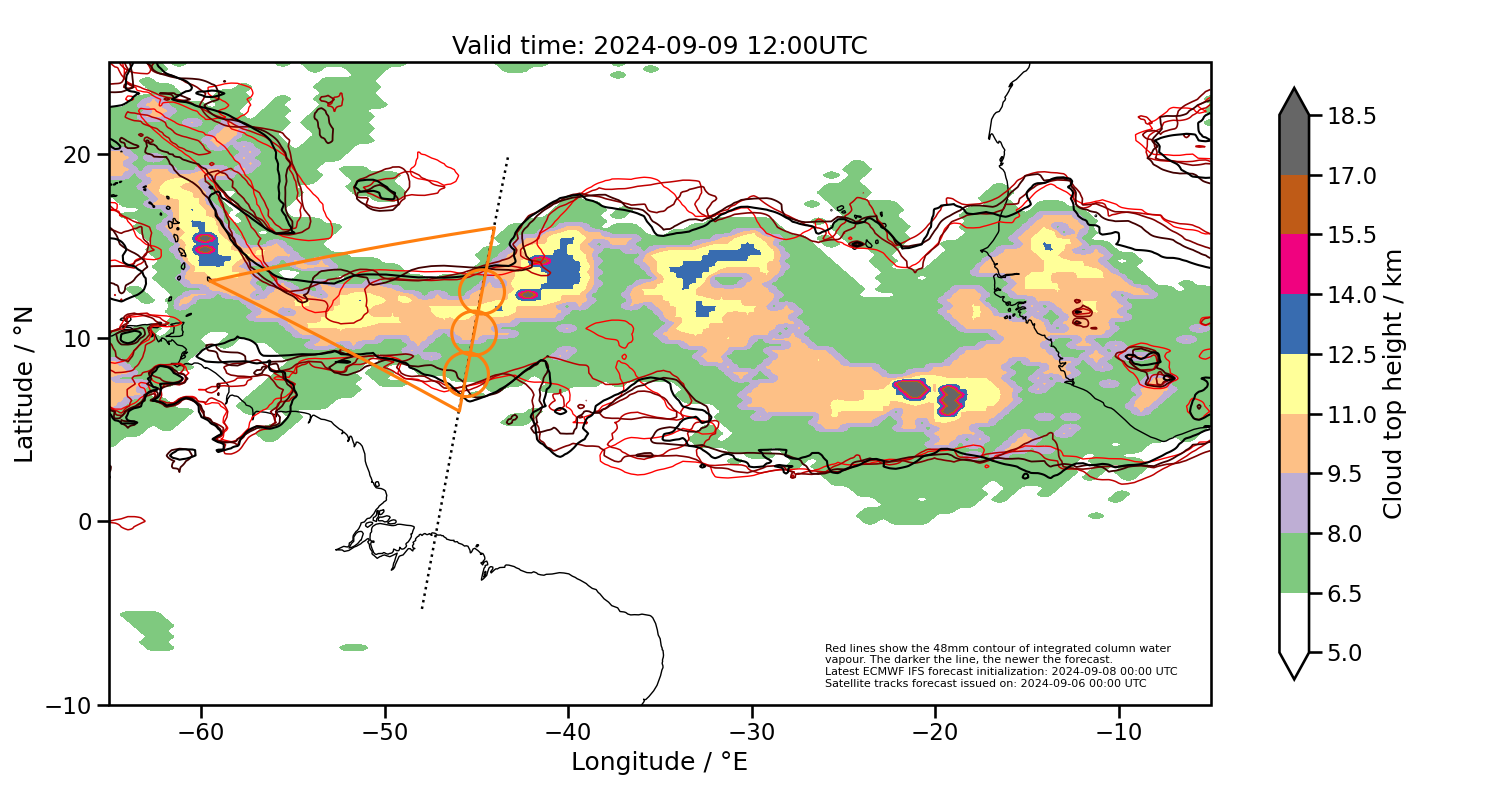 Valid time: 2024-09-09 12:00UTC
20
10
0
−10
Latitude / °N
−60
−50
−40
−30
−20
−10
Longitude / °E
Red lines show the 48mm contour of integrated column water
vapour. The darker the line, the newer the forecast.
Latest ECMWF IFS forecast initialization: 2024-09-08 00:00 UTC
Satellite tracks forecast issued on: 2024-09-06 00:00 UTC
18.5
17.0
15.5
14.0
12.5
11.0
9.5
8.0
6.5
5.0
Cloud top height / km